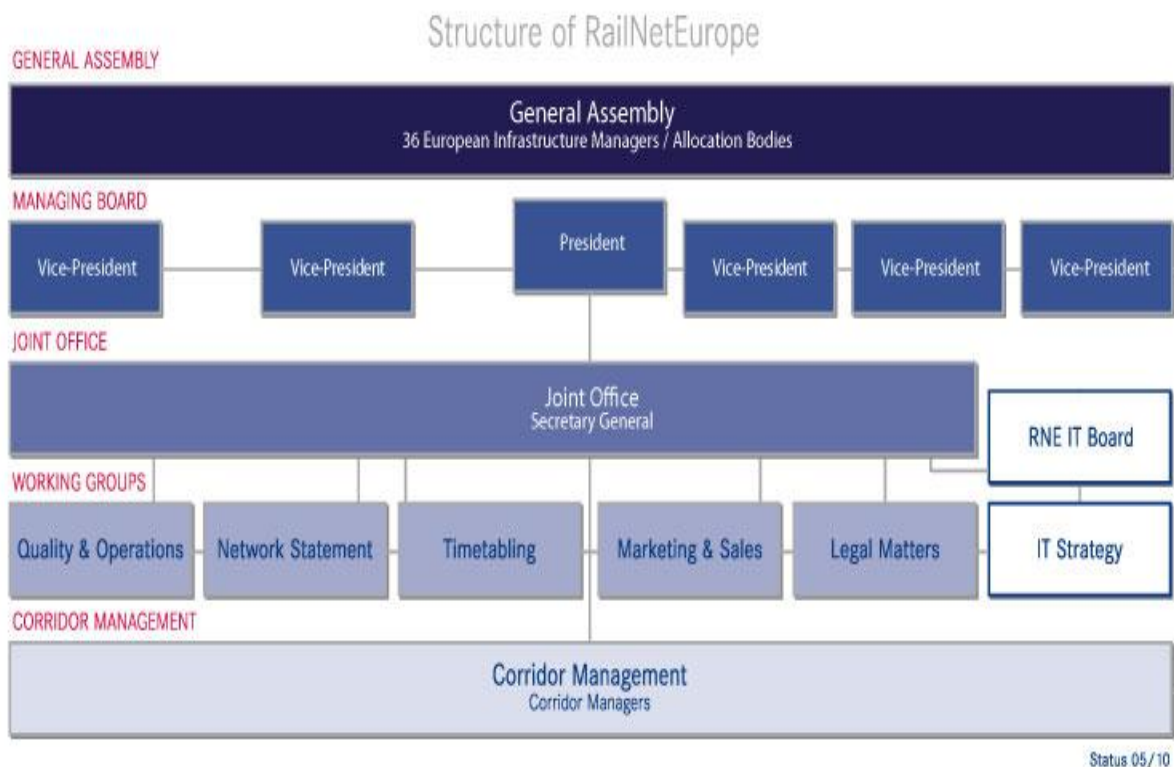 Structure of RailNetEurope
GENERAL ASSEMBLY
General Assembly
36 European Infrastructure Managers / Allocation Bodies
MANAGING BOARD
Vice-President
Vice-President
President
Vice-President
Vice-President
Vice-President
JOINT OFFICE
Joint Office
Secretary General
RNE IT Board
WORKING GROUPS
Quality & Operations
Network Statement
Timetabling
Marketing & Sales
Legal Matters
IT Strategy
CORRIDOR MANAGEMENT
Corridor Management
Corridor Managers
Status 05/10